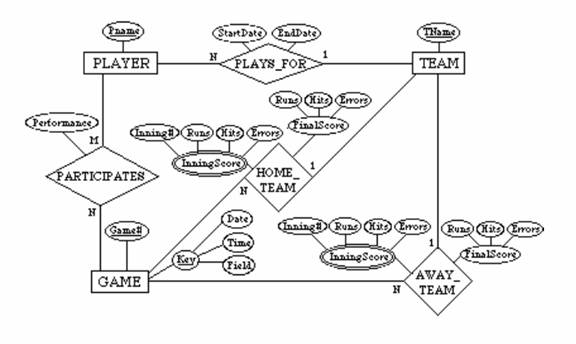 Pname
StartDate
EndDate
TName
PLAYER
N
PLAYS_FOR
1
TEAM
Runs
Hits
Errors
Performance
Inning#
Runs
Hits
Errors
FinalScore
M
InningScore
HOME_
TEAM
1
PARTICIPATES
N
N
Date
Game#
Time
Inning#
Runs
Hits
Errors
Runs
Hits
Errors
Key
Field
InningScore
1
FinalScore
GAME
N
AWAY_
TEAM